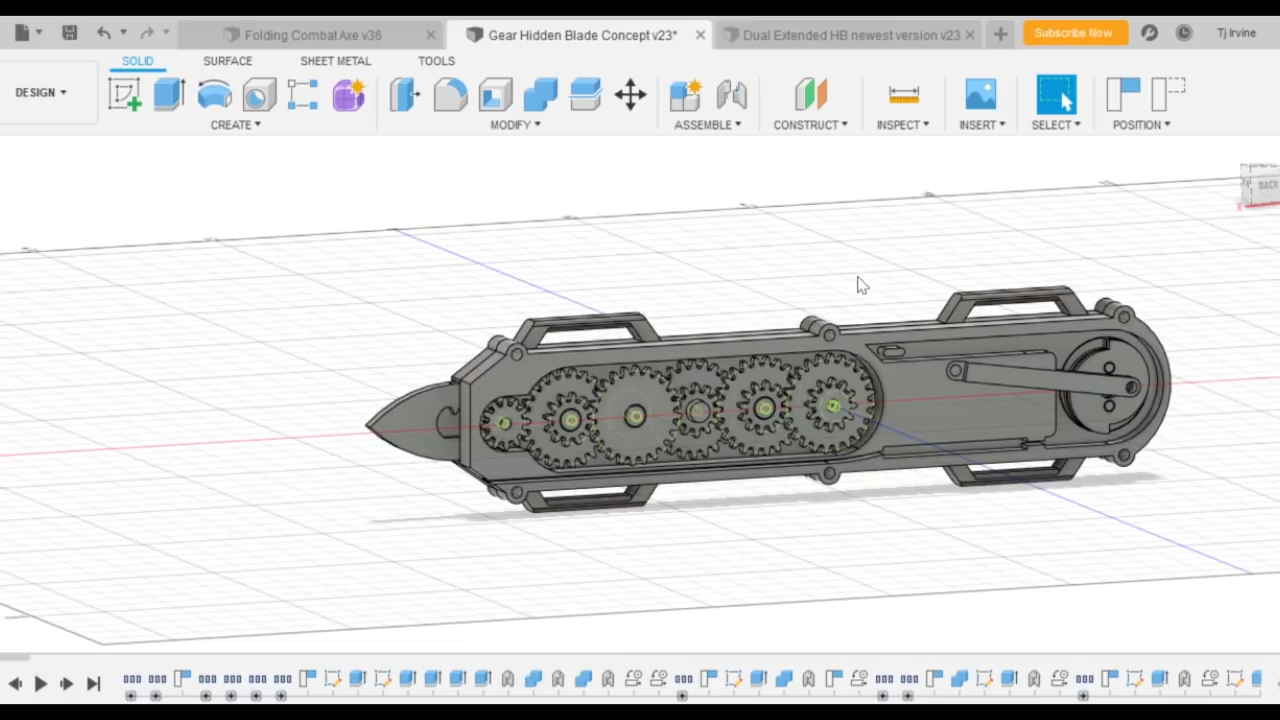 Folding Combat Axe v36
Gear Hidden Blade Concept v23*
Dual Extended HB newest version v23
Subscribe Now
Tj Irvine
SOLID
SURFACE
SHEET METAL
TOOLS
DESIGN
CREATE
MODIFY
ASSEMBLE
CONSTRUCT
INSPECT
INSERT
SELECT
POSITION
BACK
X